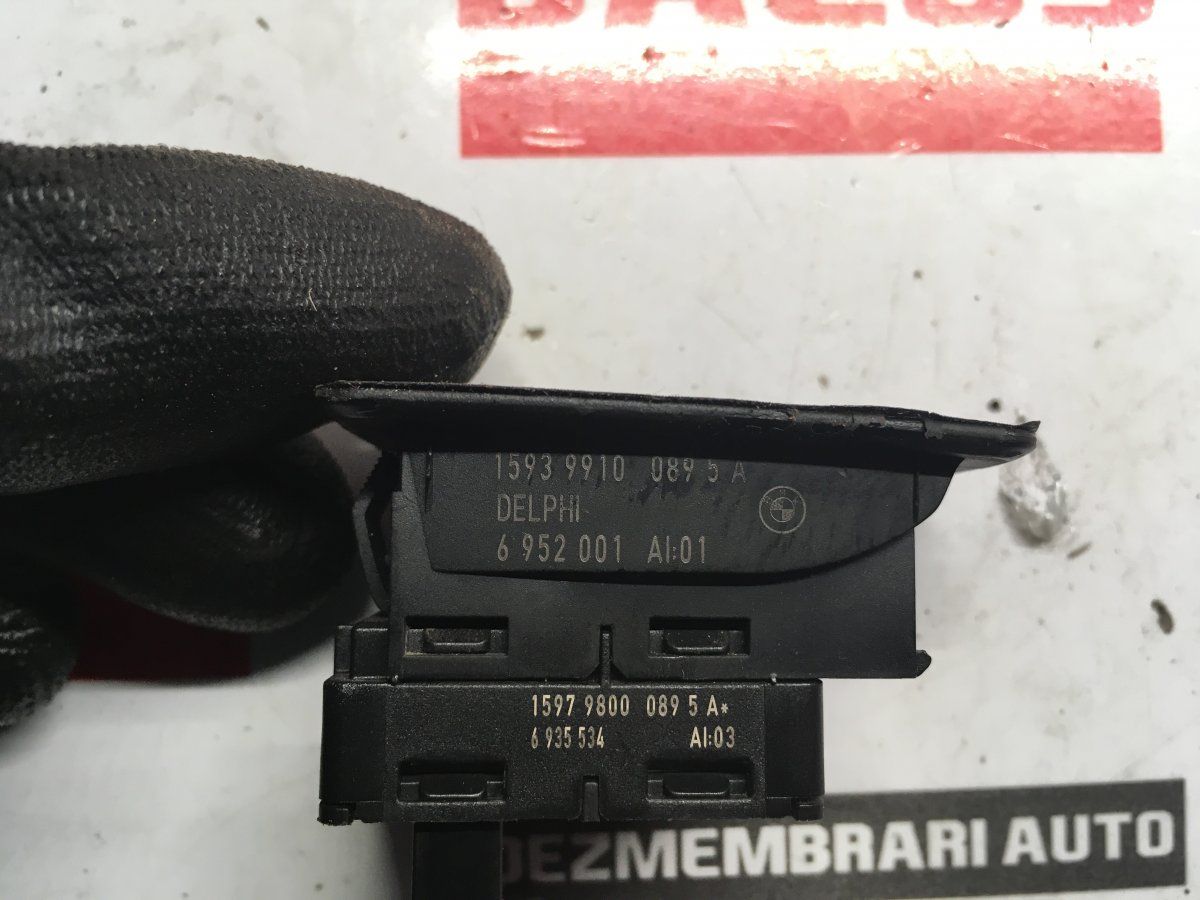 1593 9910 089 5 A
DELPHI
6 952 001 AI:01
1597 9800 089 5 A*
6 935 534 AI:03
DEZMEMBRARI AUTO